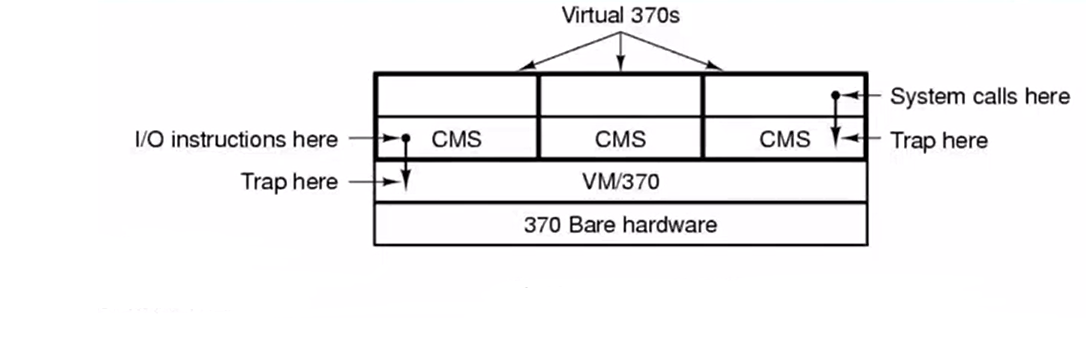 Virtual 370s
System calls here
I/O instructions here
CMS
CMS
CMS
Trap here
Trap here
VM/370
370 Bare hardware